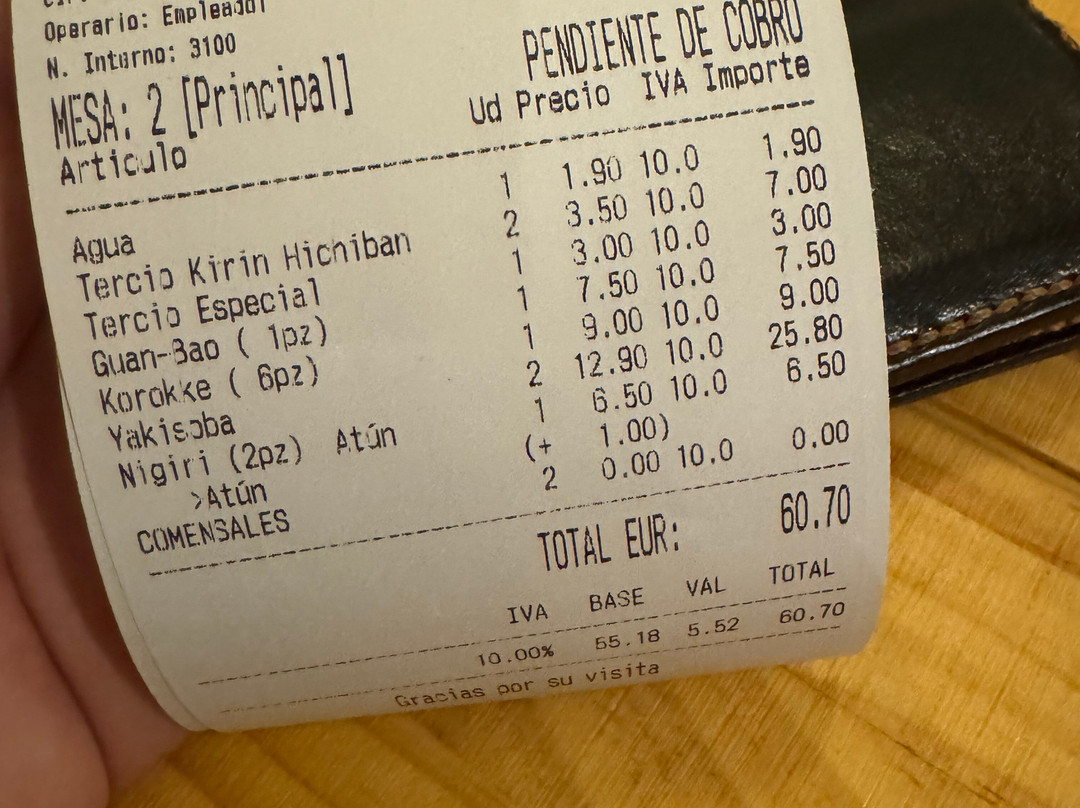 Operario: Empleado1
N. Interno: 3100
PENDIENTE DE COBRO
MESA: 2 [Principal]
Articulo Ud Precio IVA Importe
Agua 1 1.90 10.0 1.90
Tercio Kirin Hichiban 2 3.50 10.0 7.00
Tercio Especial 1 3.00 10.0 3.00
Guan-Bao ( 1pz) 1 7.50 10.0 7.50
Korokke ( 6pz) 1 9.00 10.0 9.00
Yakisoba 2 12.90 10.0 25.80
Nigiri (2pz) Atún 1 6.50 10.0 6.50
>Atún (+ 1.00)
COMENSALES 2 0.00 10.0 0.00
TOTAL EUR: 60.70
IVA BASE VAL TOTAL
10.00% 55.18 5.52 60.70
Gracias por su visita